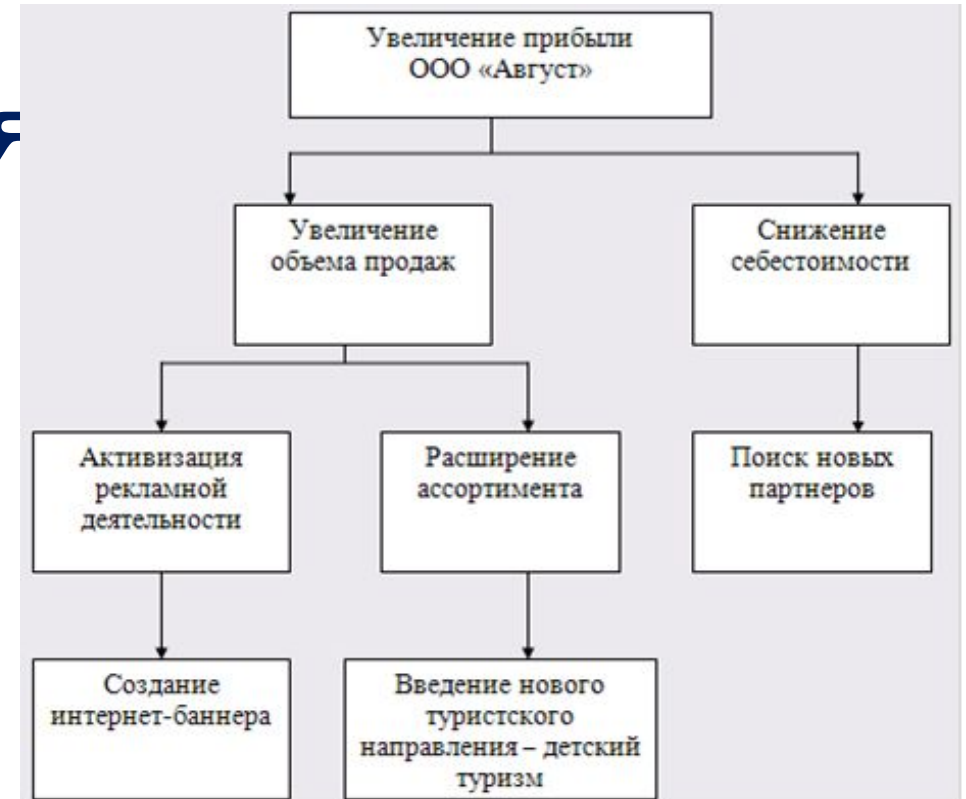 Увеличение прибыли
ООО «Август»
я
Увеличение
объема продаж
Снижение
себестоимости
Активизация
рекламной
деятельности
Расширение
ассортимента
Поиск новых
партнеров
Создание
интернет-баннера
Введение нового
туристского
направления – детский
туризм